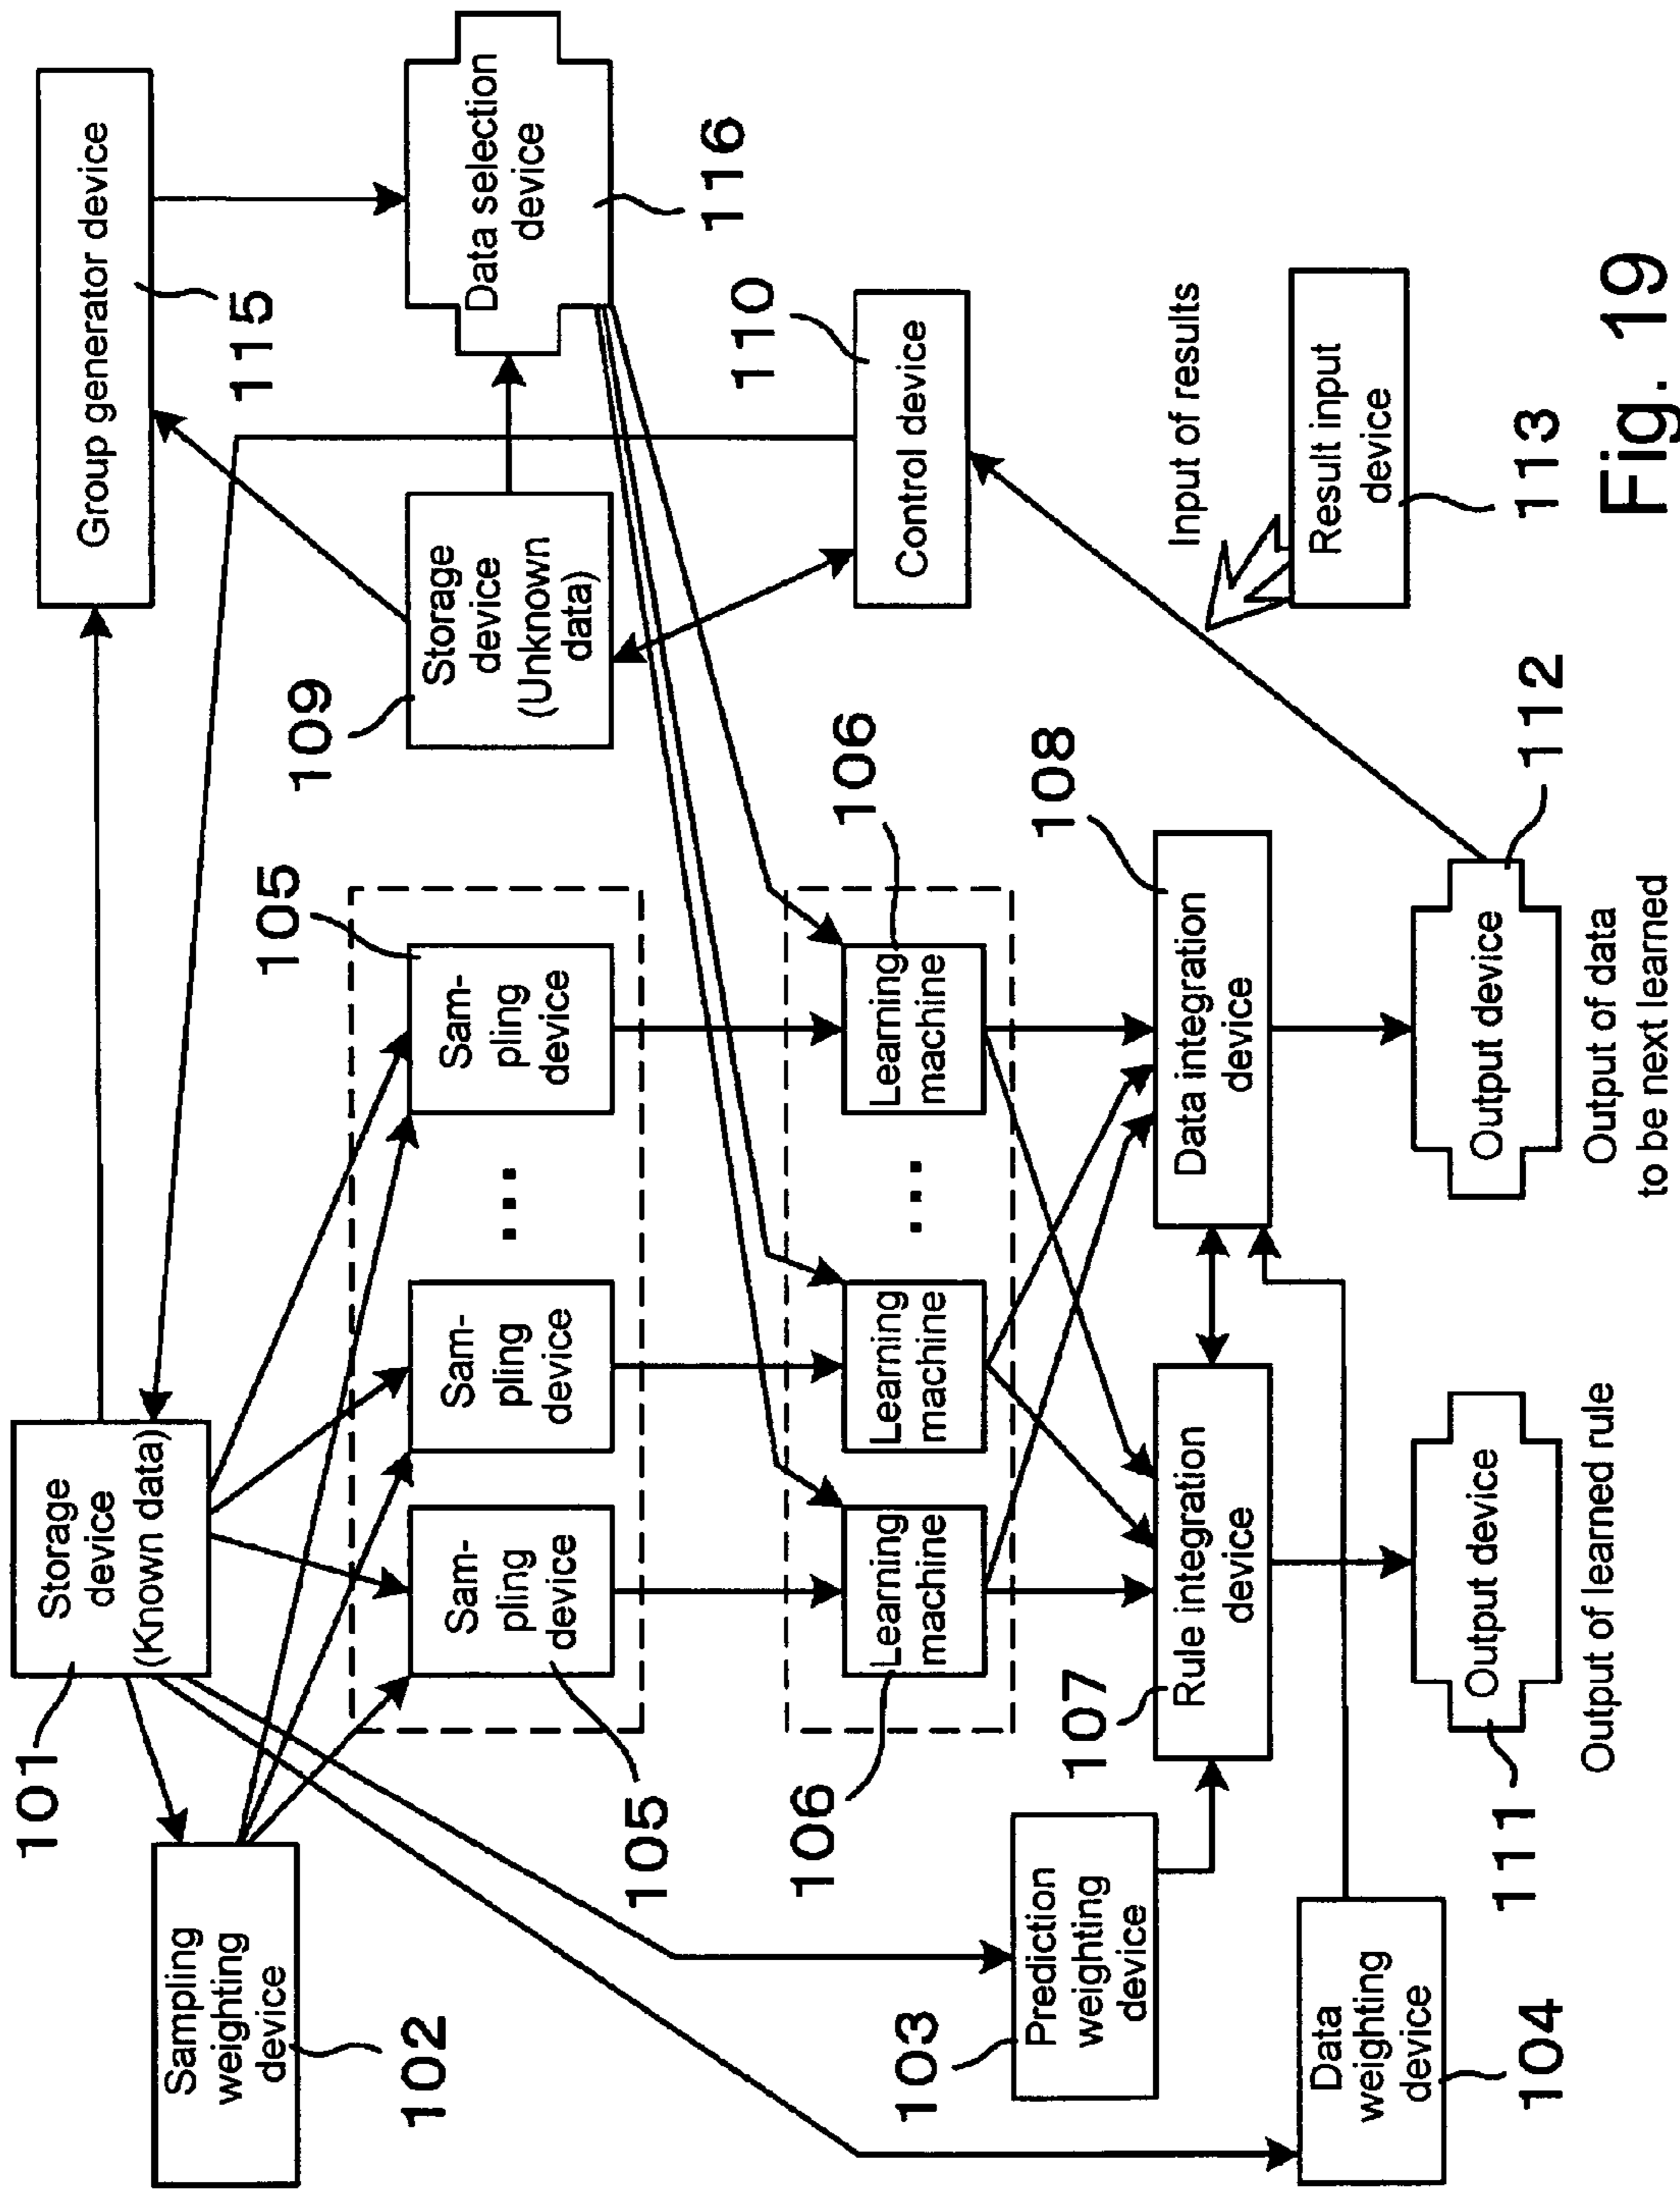 101
Storage
device
(Known data)
Group generator device
115
102
Sampling
weighting
device
105
105
Sam-
pling
device
Sam-
pling
device
...
Sam-
pling
device
109
Storage
device
(Unknown
data)
Data selection
device
116
106
106
Learning
machine
Learning
machine
...
Learning
machine
110
Control device
103
Prediction
weighting
device
107
Rule integration
device
108
Data integration
device
Input of results
104
Data
weighting
device
111
Output device
Output of learned rule
112
Output device
Output of data
to be next learned
Result input
device
113
Fig. 19